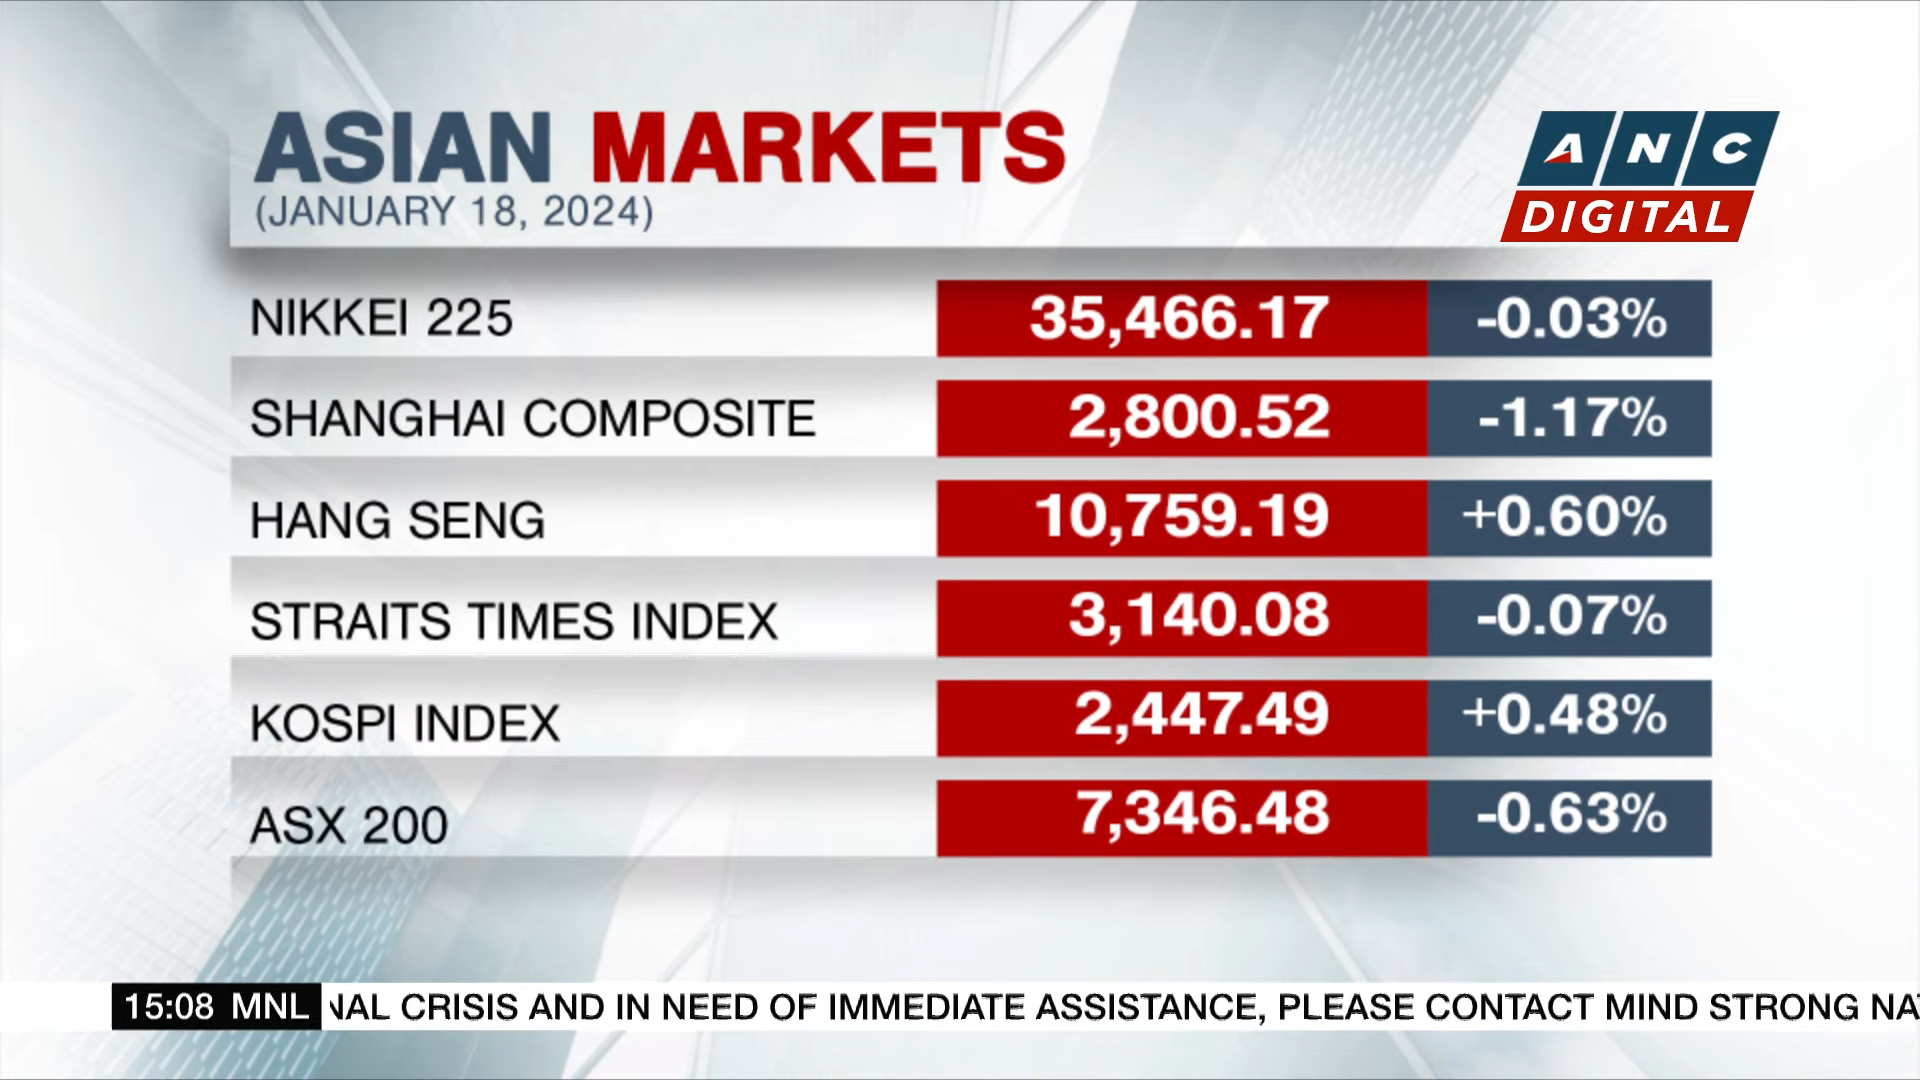 ASIAN MARKETS
(JANUARY 18, 2024)
ANC
DIGITAL
NIKKEI 225 35,466.17 -0.03%
SHANGHAI COMPOSITE 2,800.52 -1.17%
HANG SENG 10,759.19 +0.60%
STRAITS TIMES INDEX 3,140.08 -0.07%
KOSPI INDEX 2,447.49 +0.48%
ASX 200 7,346.48 -0.63%
15:08 MNL NAL CRISIS AND IN NEED OF IMMEDIATE ASSISTANCE, PLEASE CONTACT MIND STRONG NA